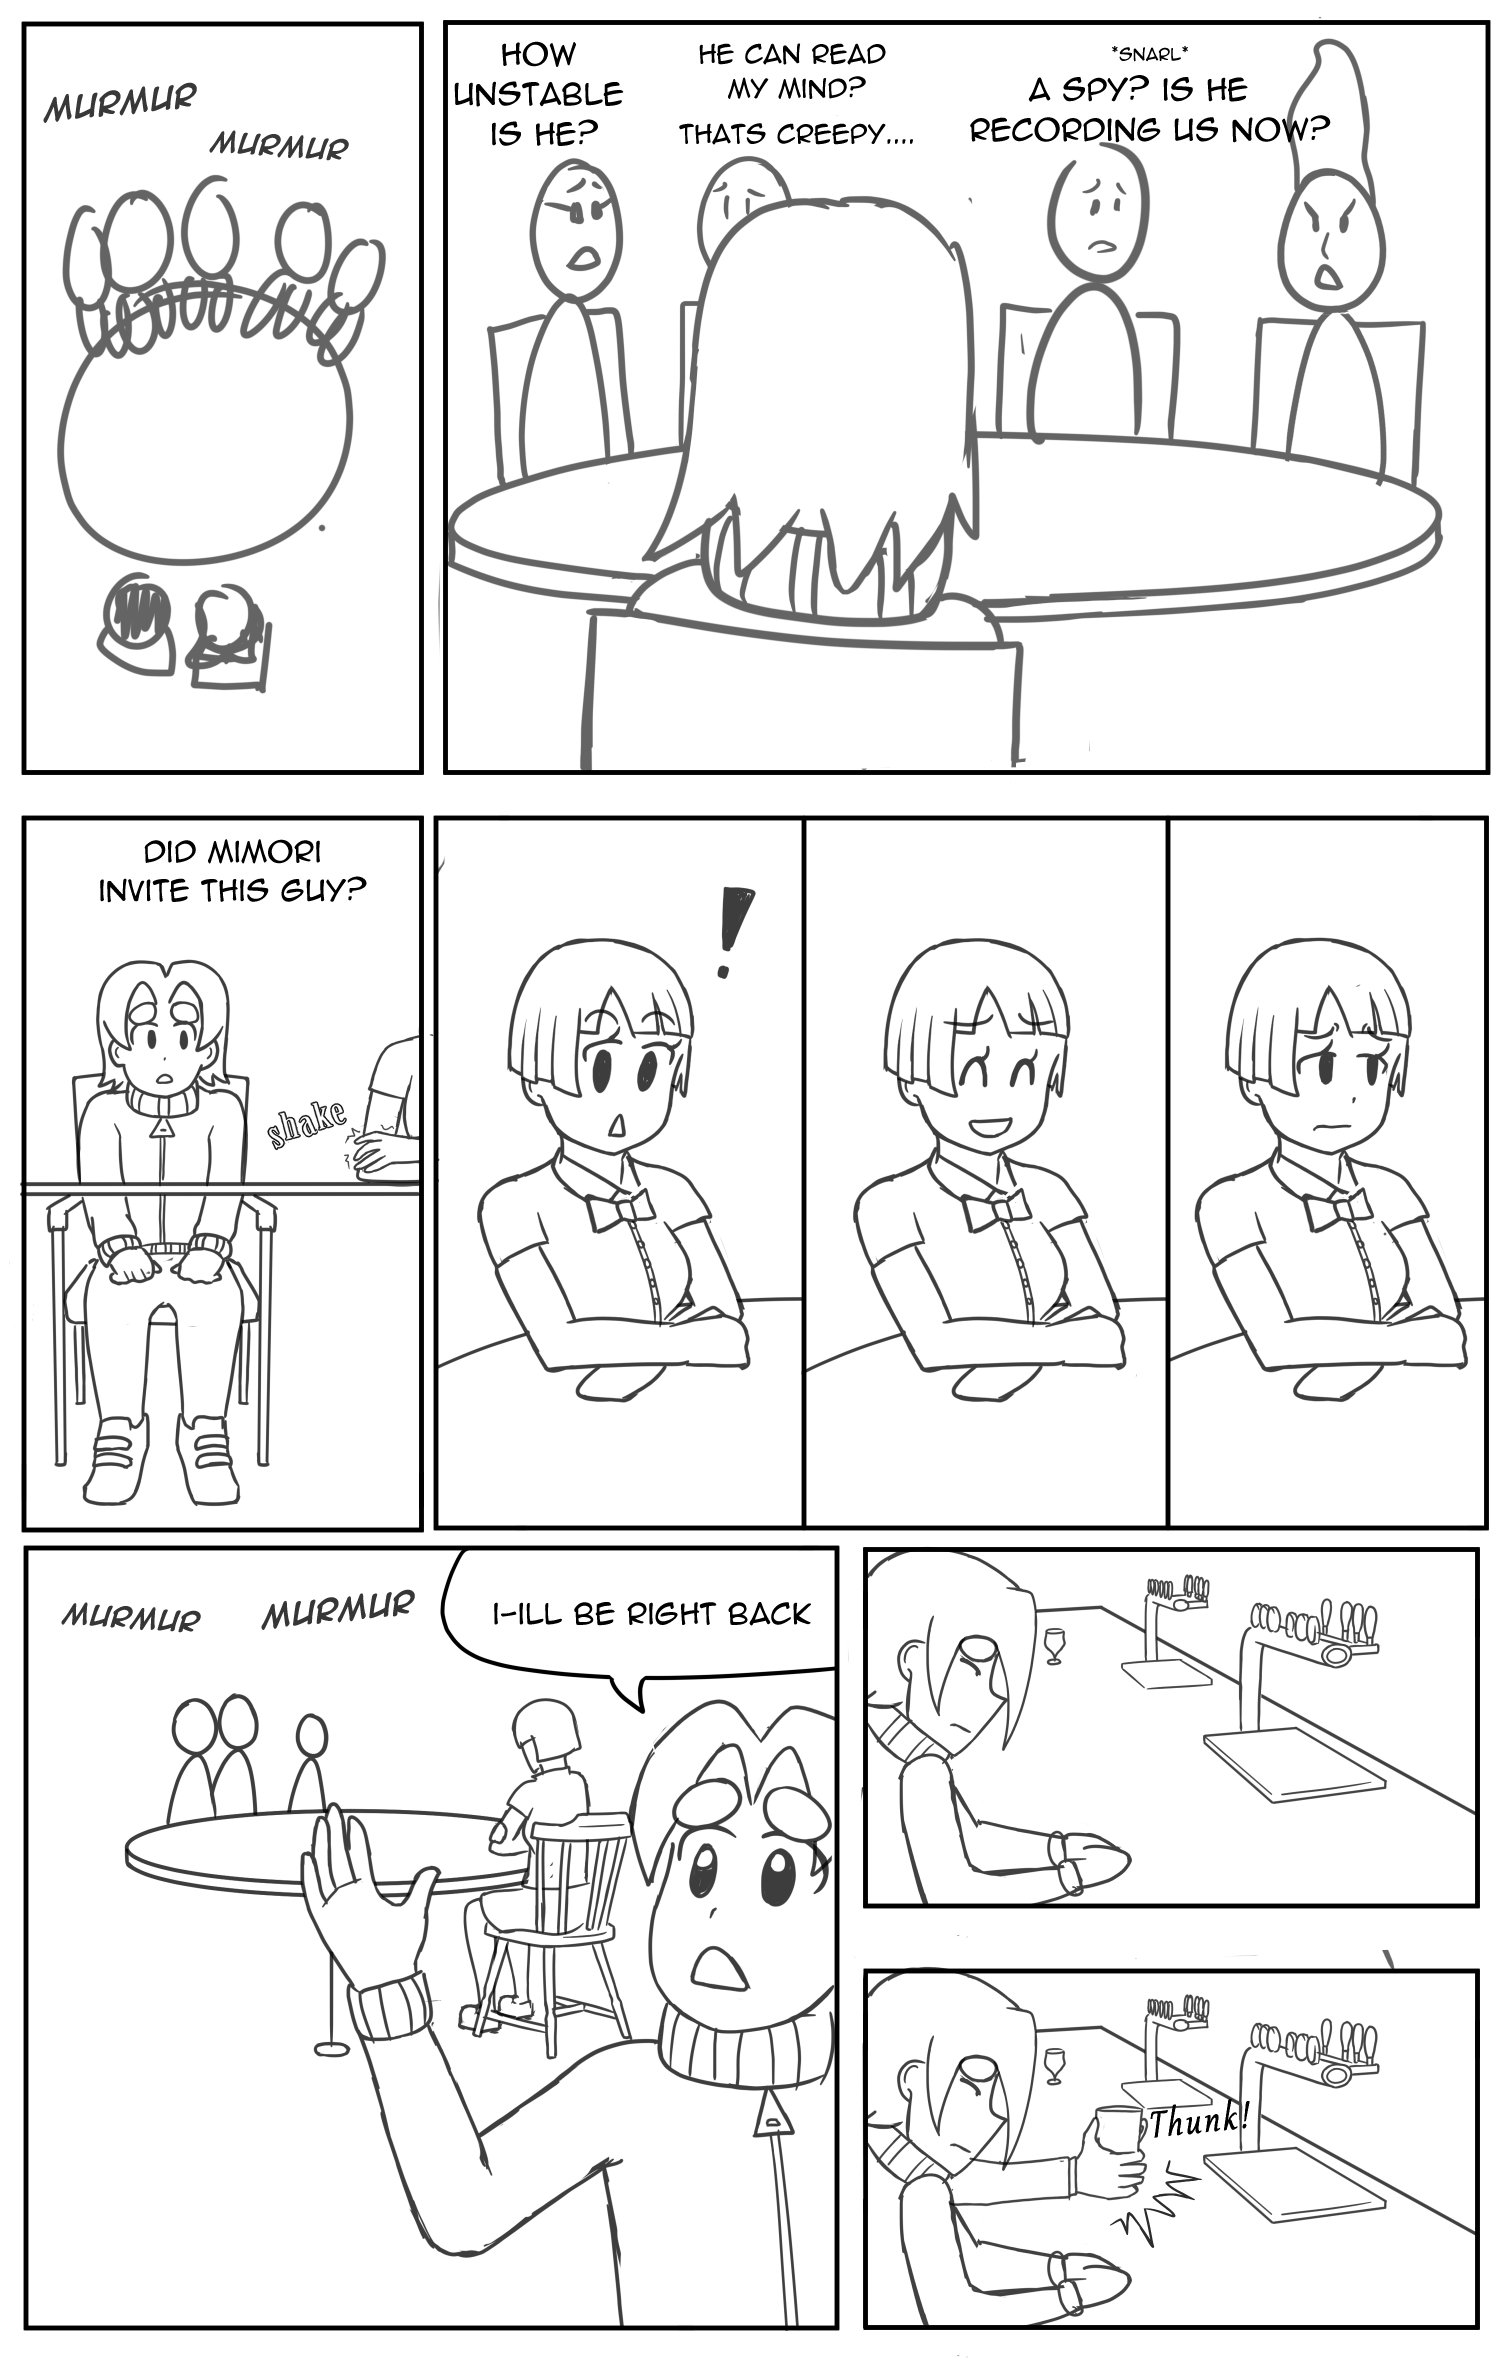 MURMUR
MURMUR
HOW
UNSTABLE
IS HE?
HE CAN READ
MY MIND?
THATS CREEPY....
*SNARL*
A SPY? IS HE
RECORDING US NOW?
DID MIMORI
INVITE THIS GUY?
shake
!
MURMUR
MURMUR
I-ILL BE RIGHT BACK
Thunk!